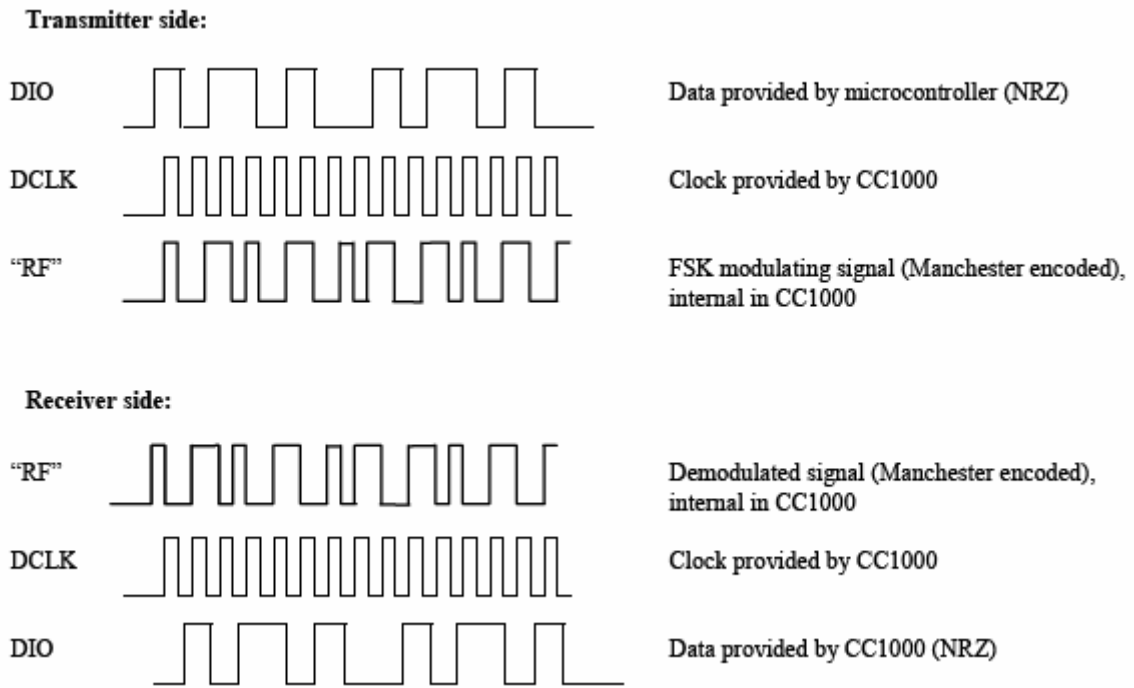 Transmitter side:
DIO
Data provided by microcontroller (NRZ)
DCLK
Clock provided by CC1000
“RF”
FSK modulating signal (Manchester encoded),
internal in CC1000
Receiver side:
“RF”
Demodulated signal (Manchester encoded),
internal in CC1000
DCLK
Clock provided by CC1000
DIO
Data provided by CC1000 (NRZ)